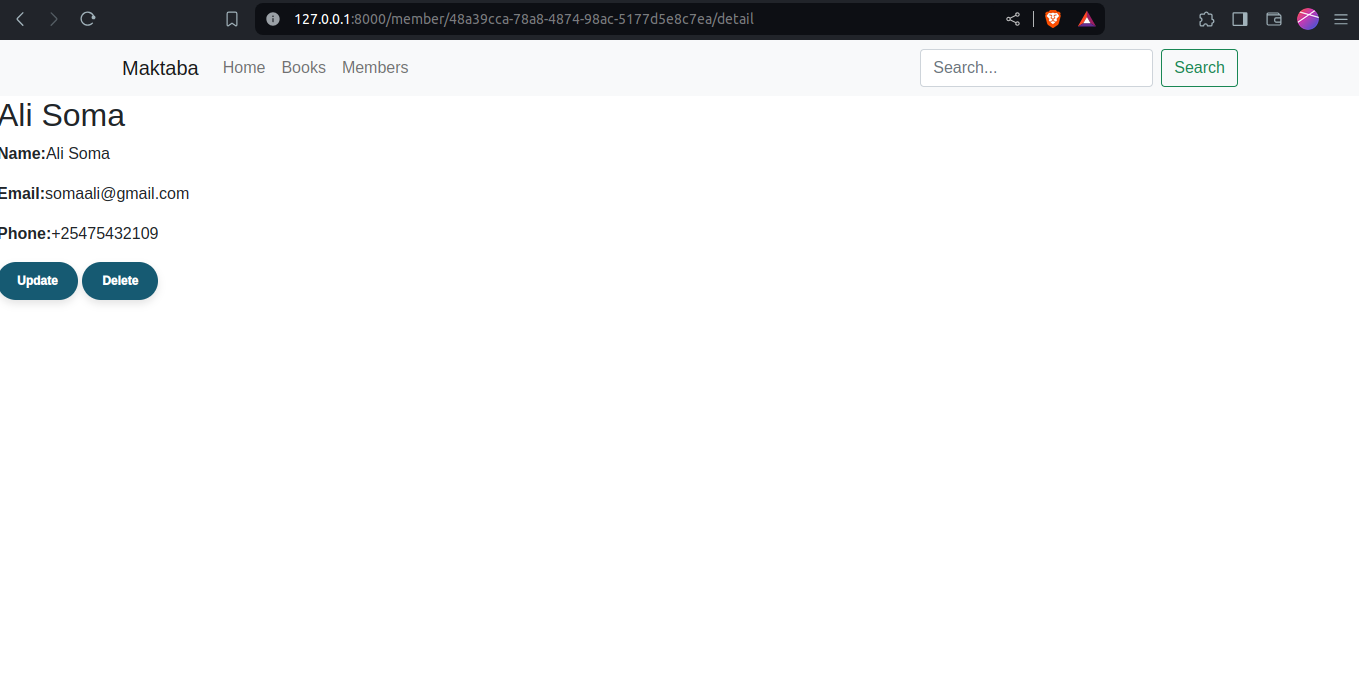 127.0.0.1:8000/member/48a39cca-78a8-4874-98ac-5177d5e8c7ea/detail
Maktaba Home Books Members Search... Search
Ali Soma
Name:Ali Soma
Email:somaali@gmail.com
Phone:+25475432109
Update Delete